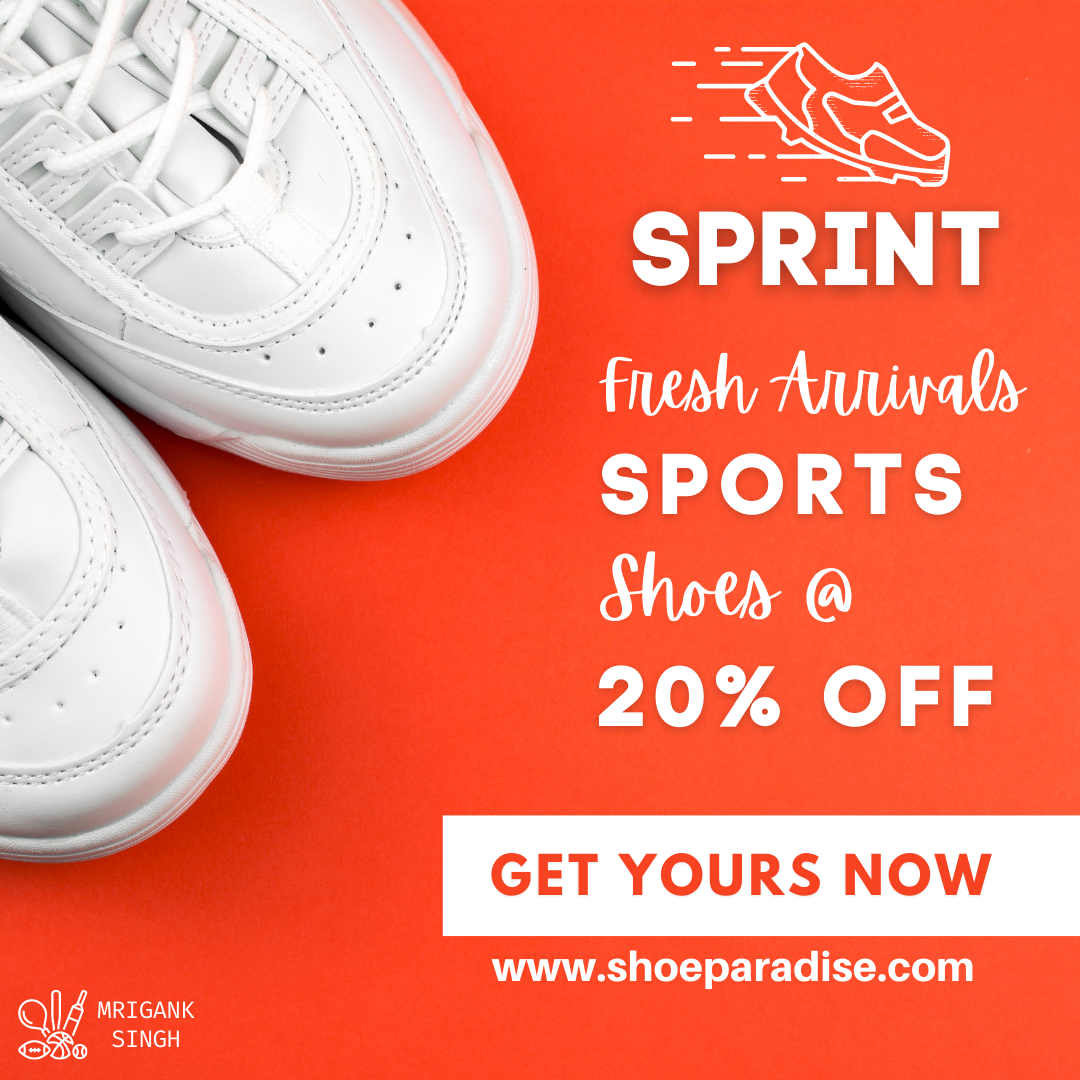 SPRINT
Fresh Arrivals
SPORTS
Shoes @
20% OFF
GET YOURS NOW
www.shoeparadise.com
MRIGANK
SINGH